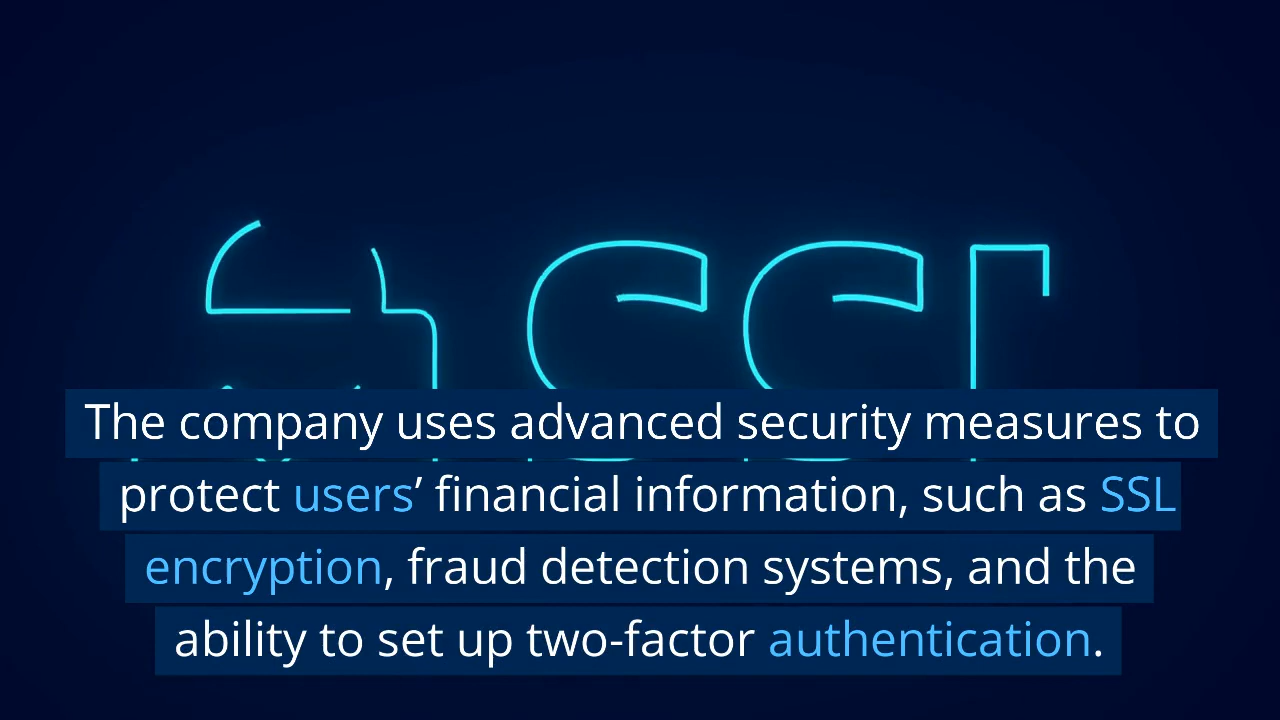 SSL
The company uses advanced security measures to
protect users’ financial information, such as SSL
encryption, fraud detection systems, and the
ability to set up two-factor authentication.